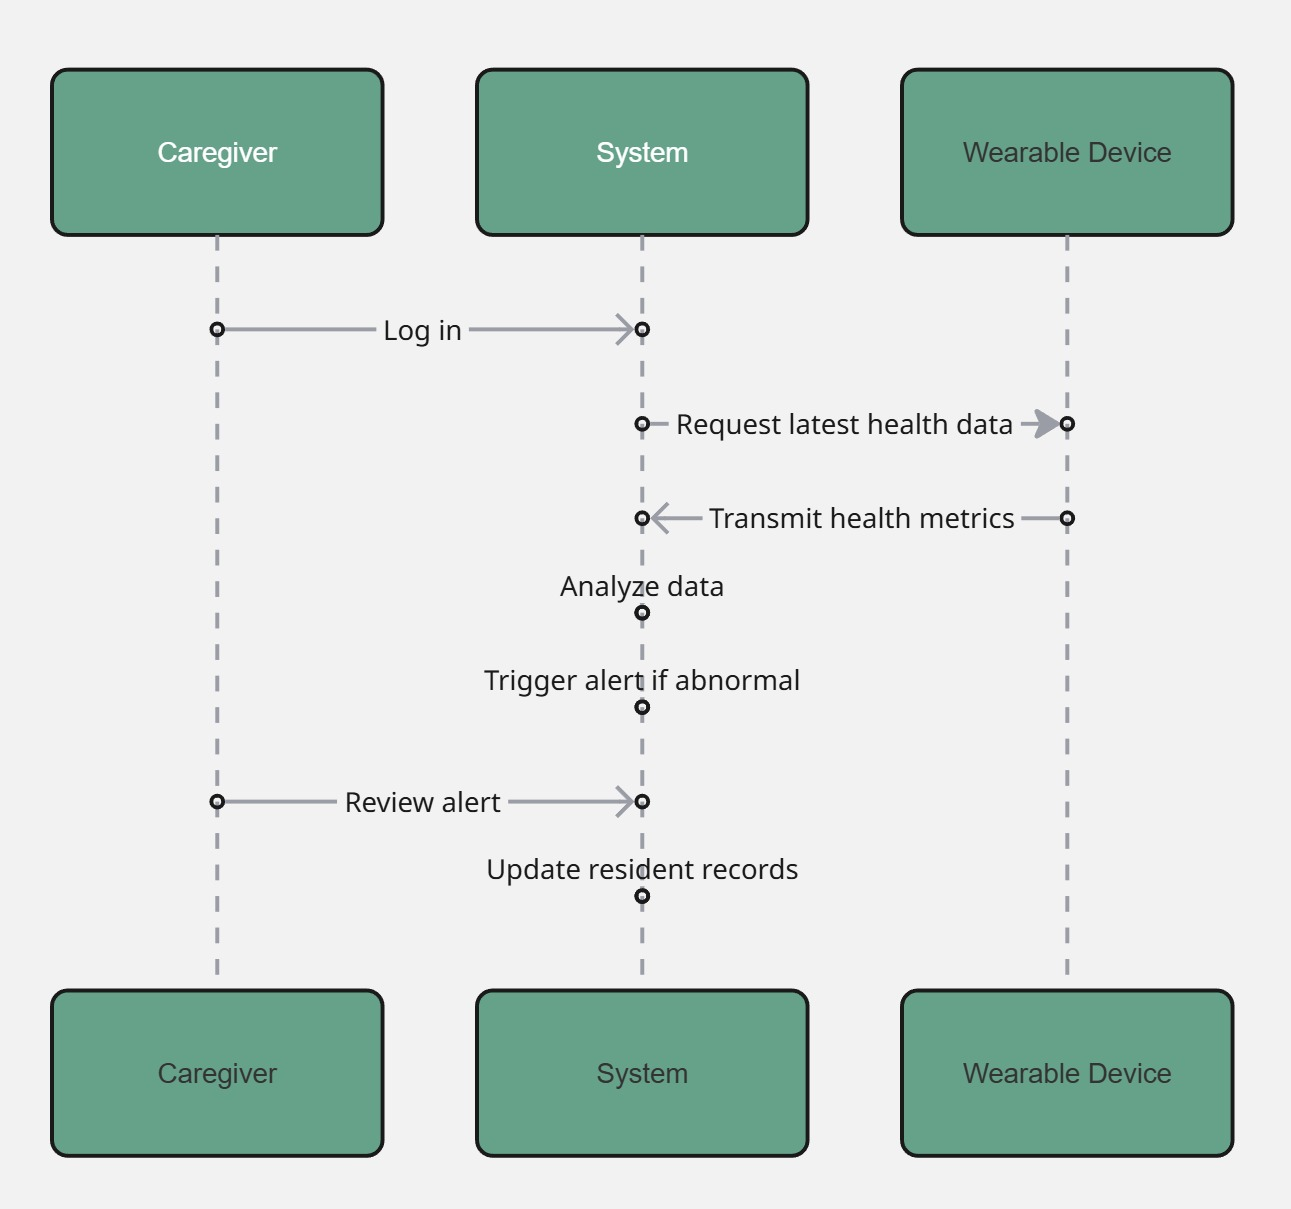 Caregiver
System
Wearable Device
Log in
Request latest health data
Transmit health metrics
Analyze data
Trigger alert if abnormal
Review alert
Update resident records
Caregiver
System
Wearable Device